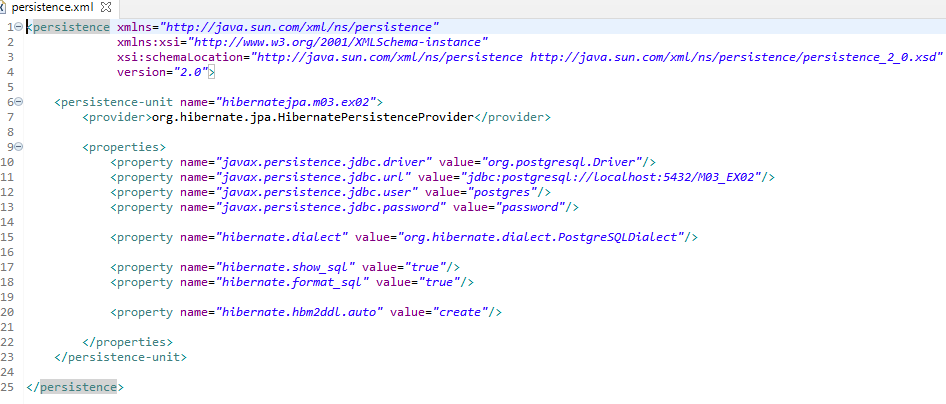 persistence.xml
1 <persistence xmlns="http://java.sun.com/xml/ns/persistence"
2 xmlns:xsi="http://www.w3.org/2001/XMLSchema-instance"
3 xsi:schemaLocation="http://java.sun.com/xml/ns/persistence http://java.sun.com/xml/ns/persistence/persistence_2_0.xsd"
4 version="2.0">
5
6 <persistence-unit name="hibernatejpa.m03.ex02">
7 <provider>org.hibernate.jpa.HibernatePersistenceProvider</provider>
8
9 <properties>
10 <property name="javax.persistence.jdbc.driver" value="org.postgresql.Driver"/>
11 <property name="javax.persistence.jdbc.url" value="jdbc:postgresql://localhost:5432/M03_EX02"/>
12 <property name="javax.persistence.jdbc.user" value="postgres"/>
13 <property name="javax.persistence.jdbc.password" value="password"/>
14
15 <property name="hibernate.dialect" value="org.hibernate.dialect.PostgreSQLDialect"/>
16
17 <property name="hibernate.show_sql" value="true"/>
18 <property name="hibernate.format_sql" value="true"/>
19
20 <property name="hibernate.hbm2ddl.auto" value="create"/>
21
22 </properties>
23 </persistence-unit>
24
25 </persistence>